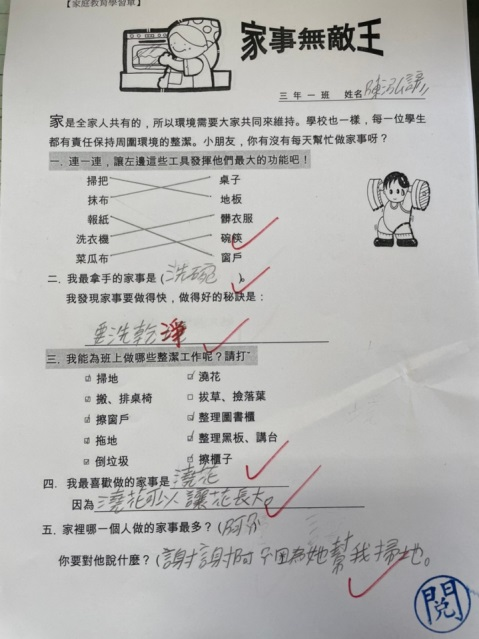 【家庭教育學習單】
家事無敵王
三年一班 姓名 陳泓諺
家是全家人共有的，所以環境需要大家共同來維持。學校也一樣，每一位學生
都有責任保持周圍環境的整潔。小朋友，你有沒有每天幫忙做家事呀？
一. 連一連，讓左邊這些工具發揮他們最大的功能吧！
掃把 桌子
抹布 地板
報紙 髒衣服
洗衣機 碗筷
菜瓜布 窗戶
二. 我最拿手的家事是（洗碗）
我發現家事要做得快，做得好的秘訣是：
要洗乾淨
三. 我能為班上做哪些整潔工作呢？請打ˇ
☑ 掃地 ☑ 澆花
☑ 搬、排桌椅 □ 拔草、撿落葉
☑ 擦窗戶 ☑ 整理圖書櫃
☑ 拖地 ☑ 整理黑板、講台
☑ 倒垃圾 ☑ 擦櫃子
四. 我最喜歡做的家事是 澆花
因為 澆花可以讓花長大。
五. 家裡哪一個人做的家事最多？（阿
你要對他說什麼？（謝謝阿 因為她幫我掃地。
閱